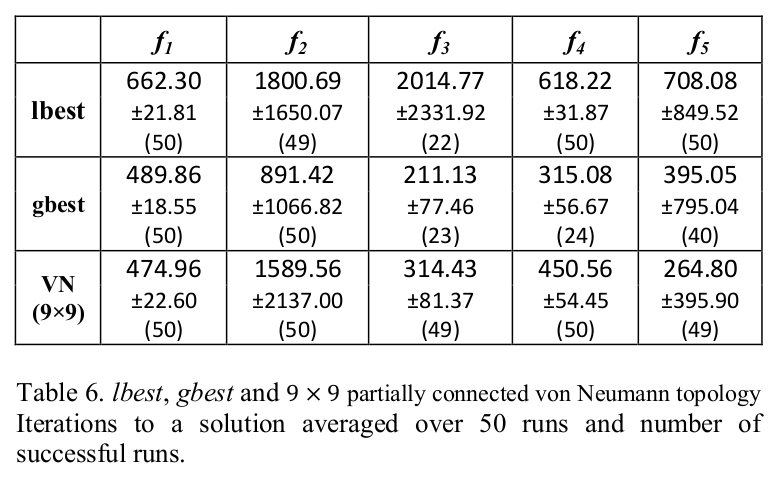 f1 f2 f3 f4 f5
lbest 662.30 1800.69 2014.77 618.22 708.08
±21.81 ±1650.07 ±2331.92 ±31.87 ±849.52
(50) (49) (22) (50) (50)
gbest 489.86 891.42 211.13 315.08 395.05
±18.55 ±1066.82 ±77.46 ±56.67 ±795.04
(50) (50) (23) (24) (40)
VN (9×9) 474.96 1589.56 314.43 450.56 264.80
±22.60 ±2137.00 ±81.37 ±54.45 ±395.90
(50) (50) (49) (50) (49)
Table 6. lbest, gbest and 9 × 9 partially connected von Neumann topology
Iterations to a solution averaged over 50 runs and number of
successful runs.